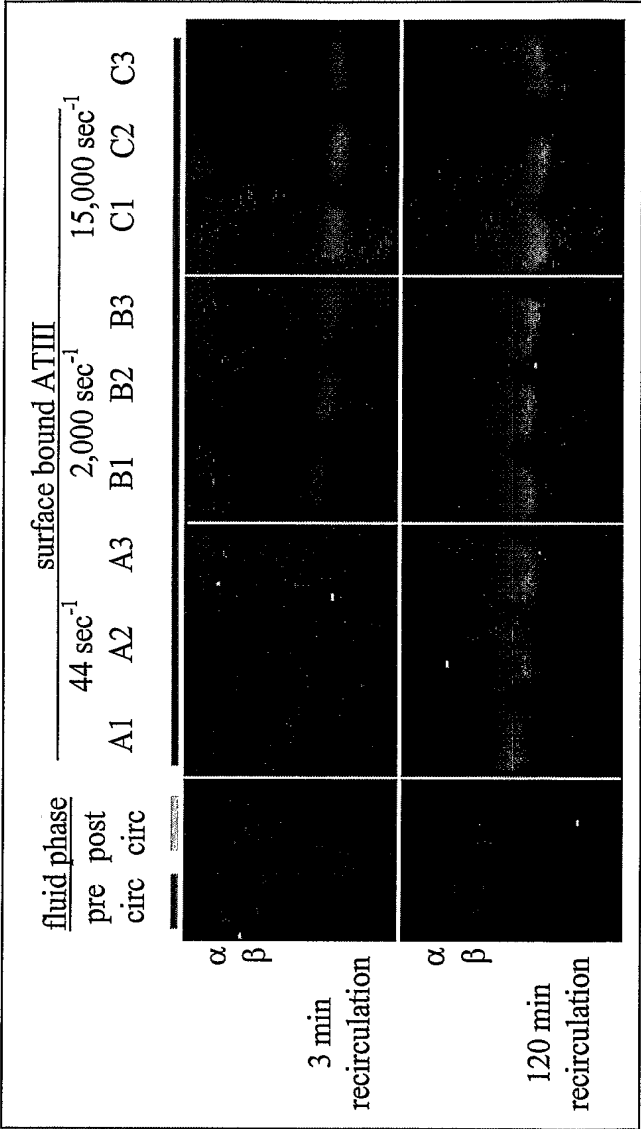 fluid phase
surface bound ATIII
44 sec⁻¹
2,000 sec⁻¹
15,000 sec⁻¹
pre circ
post circ
A1 A2 A3
B1 B2 B3
C1 C2 C3
α
β
3 min
recirculation
α
β
120 min
recirculation